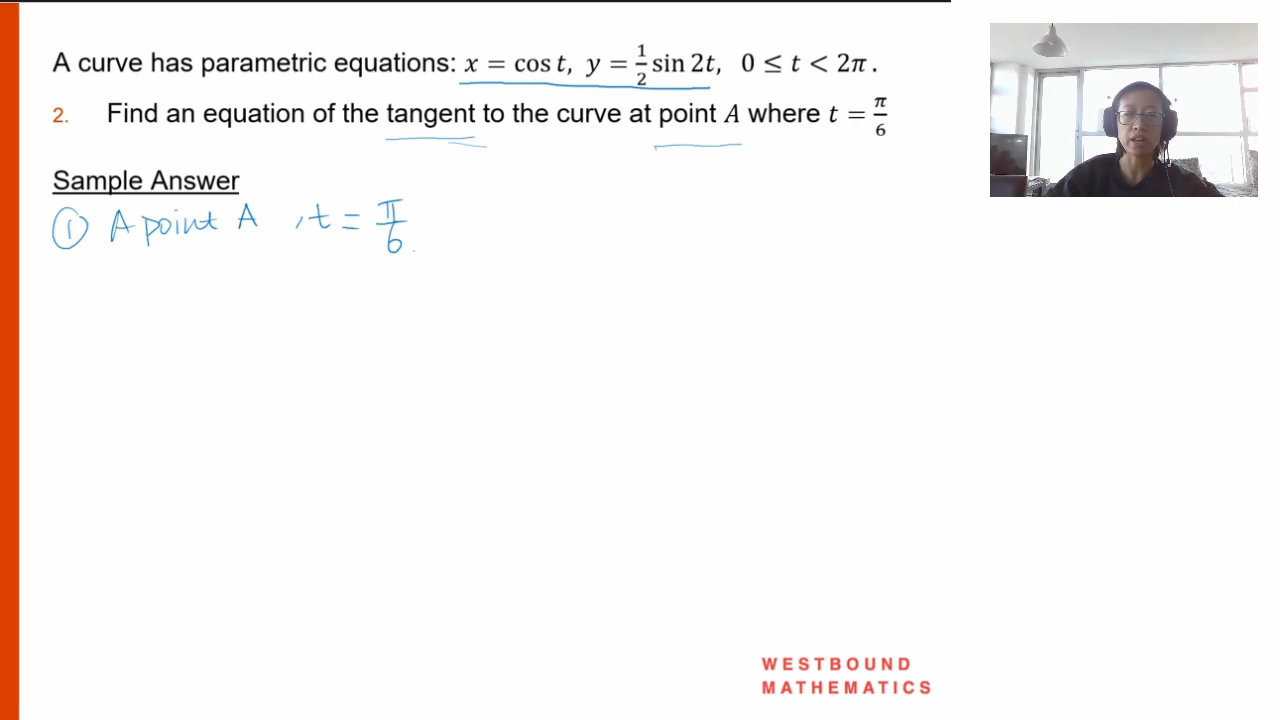 A curve has parametric equations: x = cos t, y = 1/2 sin 2t, 0 ≤ t < 2π .
2. Find an equation of the tangent to the curve at point A where t = π/6
Sample Answer
① A point A , t = π/6 .
WESTBOUND
MATHEMATICS